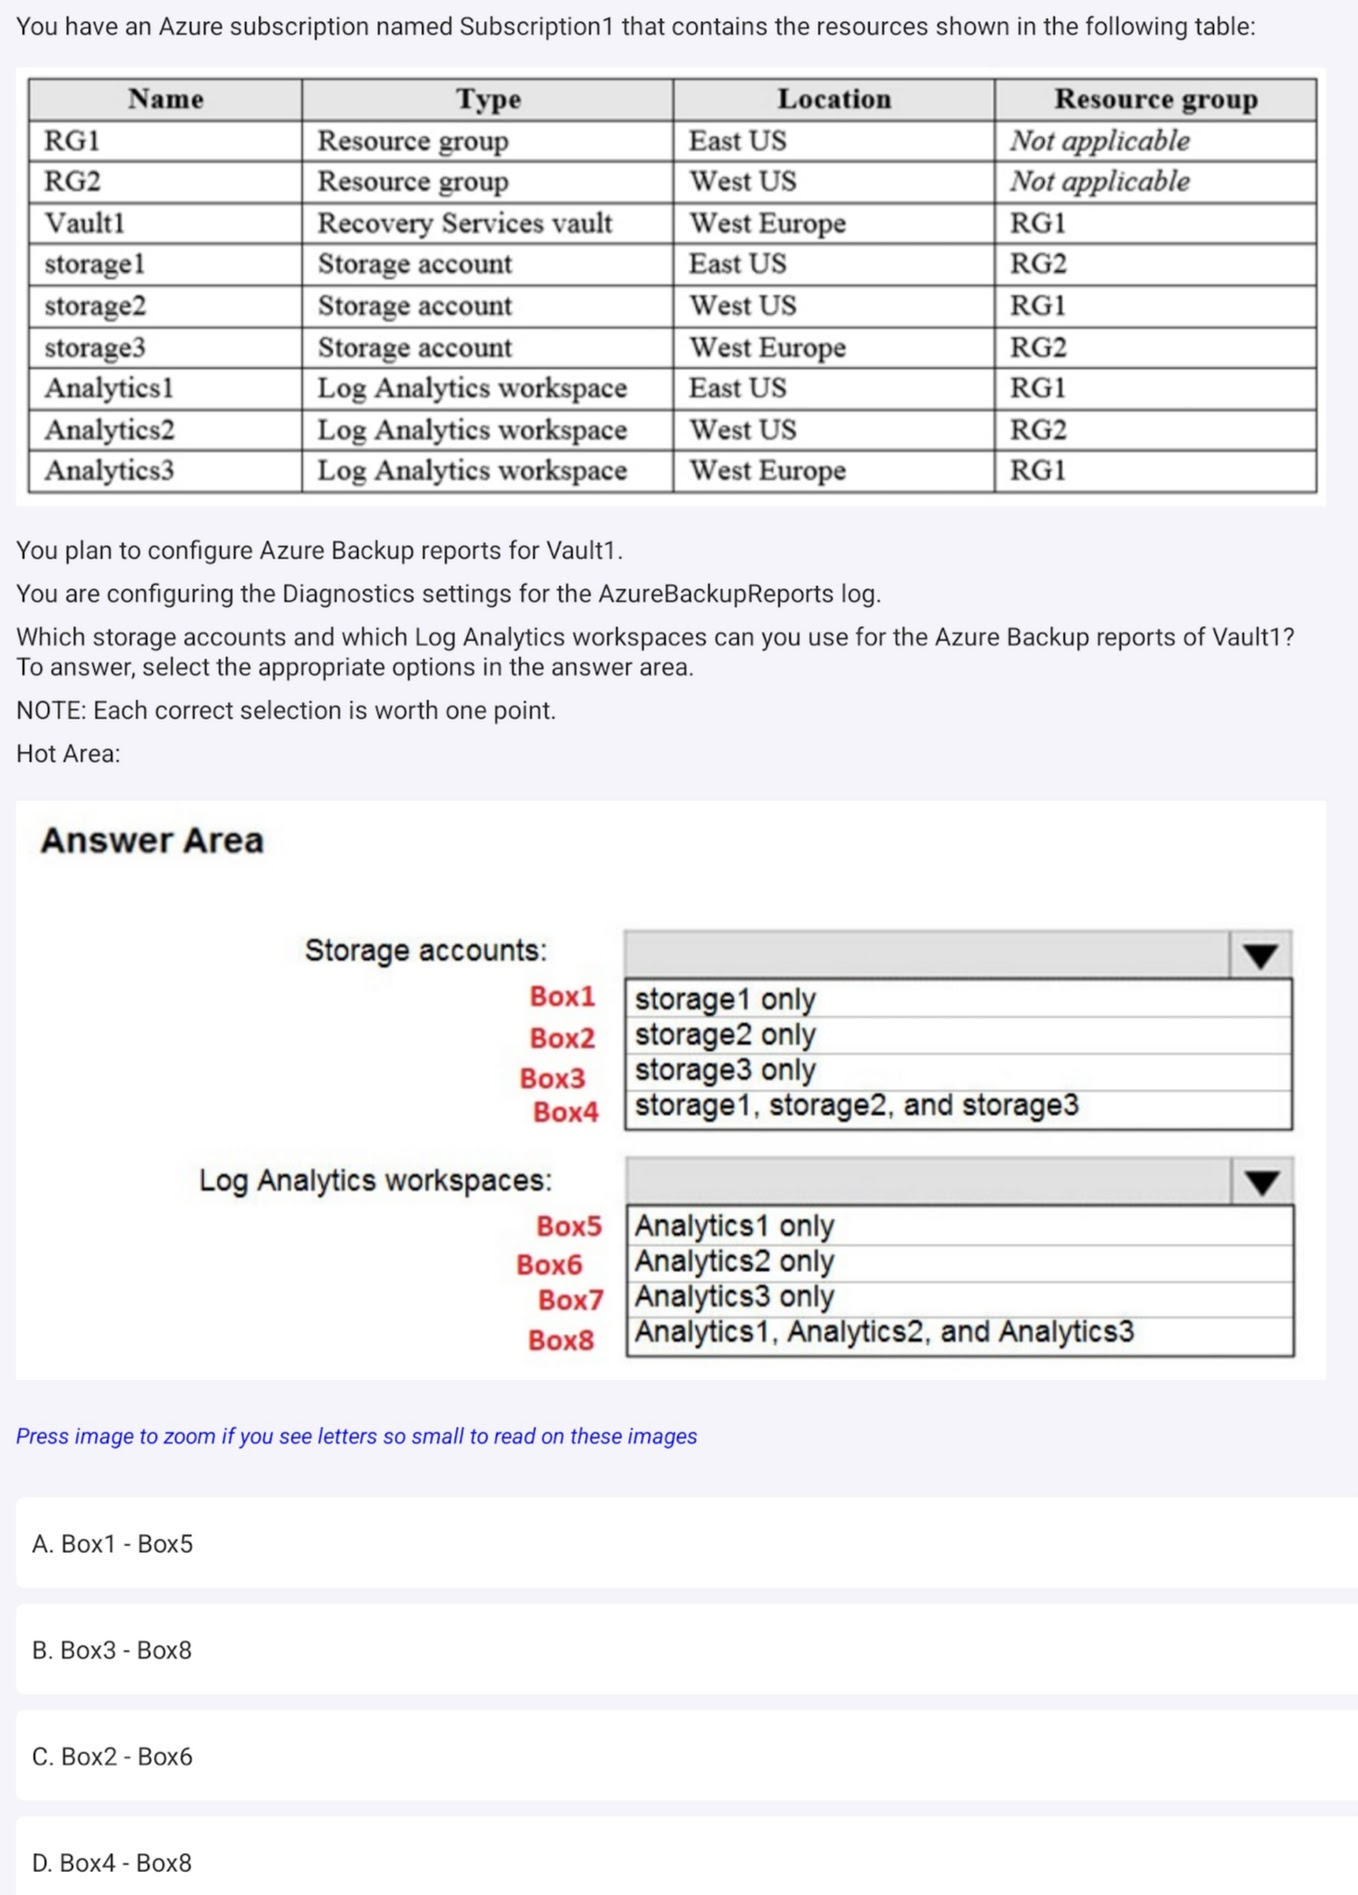 You have an Azure subscription named Subscription1 that contains the resources shown in the following table:
Name Type Location Resource group
RG1 Resource group East US Not applicable
RG2 Resource group West US Not applicable
Vault1 Recovery Services vault West Europe RG1
storage1 Storage account East US RG2
storage2 Storage account West US RG1
storage3 Storage account West Europe RG2
Analytics1 Log Analytics workspace East US RG1
Analytics2 Log Analytics workspace West US RG2
Analytics3 Log Analytics workspace West Europe RG1
You plan to configure Azure Backup reports for Vault1.
You are configuring the Diagnostics settings for the AzureBackupReports log.
Which storage accounts and which Log Analytics workspaces can you use for the Azure Backup reports of Vault1?
To answer, select the appropriate options in the answer area.
NOTE: Each correct selection is worth one point.
Hot Area:
Answer Area
Storage accounts:
Box1 storage1 only
Box2 storage2 only
Box3 storage3 only
Box4 storage1, storage2, and storage3
Log Analytics workspaces:
Box5 Analytics1 only
Box6 Analytics2 only
Box7 Analytics3 only
Box8 Analytics1, Analytics2, and Analytics3
Press image to zoom if you see letters so small to read on these images
A. Box1 - Box5
B. Box3 - Box8
C. Box2 - Box6
D. Box4 - Box8